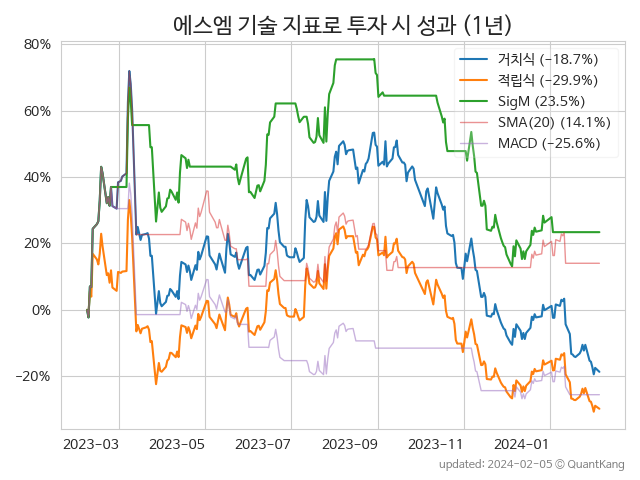 에스엠 기술 지표로 투자 시 성과 (1년)
80%
60%
40%
20%
0%
−20%
거치식 (−18.7%)
적립식 (−29.9%)
SigM (23.5%)
SMA(20) (14.1%)
MACD (−25.6%)
2023-03
2023-05
2023-07
2023-09
2023-11
2024-01
updated: 2024-02-05 © QuantKang